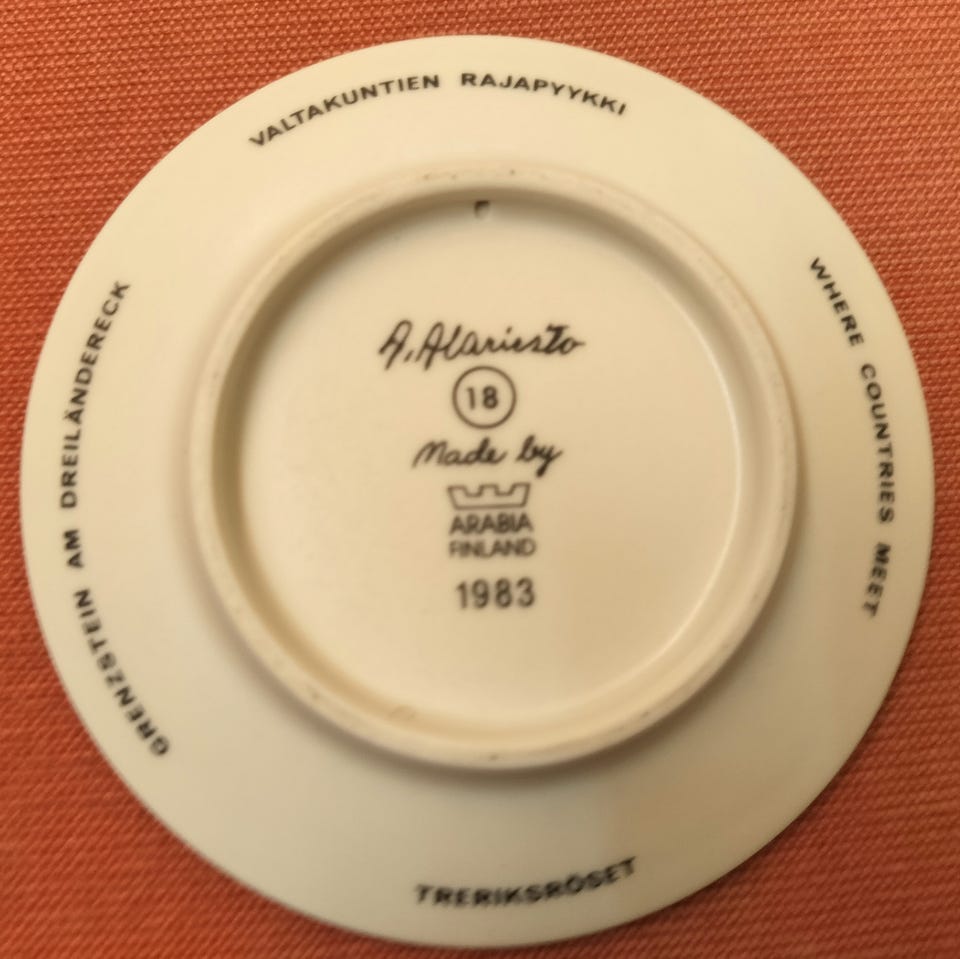 VALTAKUNTIEN RAJAPYYKKI
WHERE COUNTRIES MEET
TRERIKSRÖSET
GRENZSTEIN AM DREILÄNDERECK
A. Alariesto
18
Made by
ARABIA
FINLAND
1983